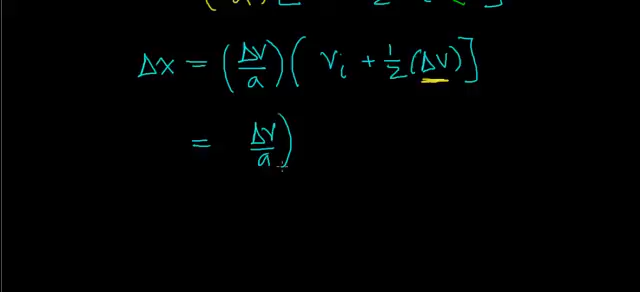 Δx = (Δv/a)( vi + 1/2 (Δv)]
= Δv/a)